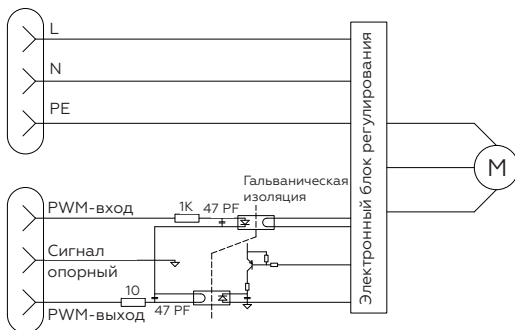 L
N
PE
Электронный блок регулирования
M
Гальваническая
изоляция
1K
47 PF
PWM-вход
Сигнал
опорный
10
47 PF
PWM-выход